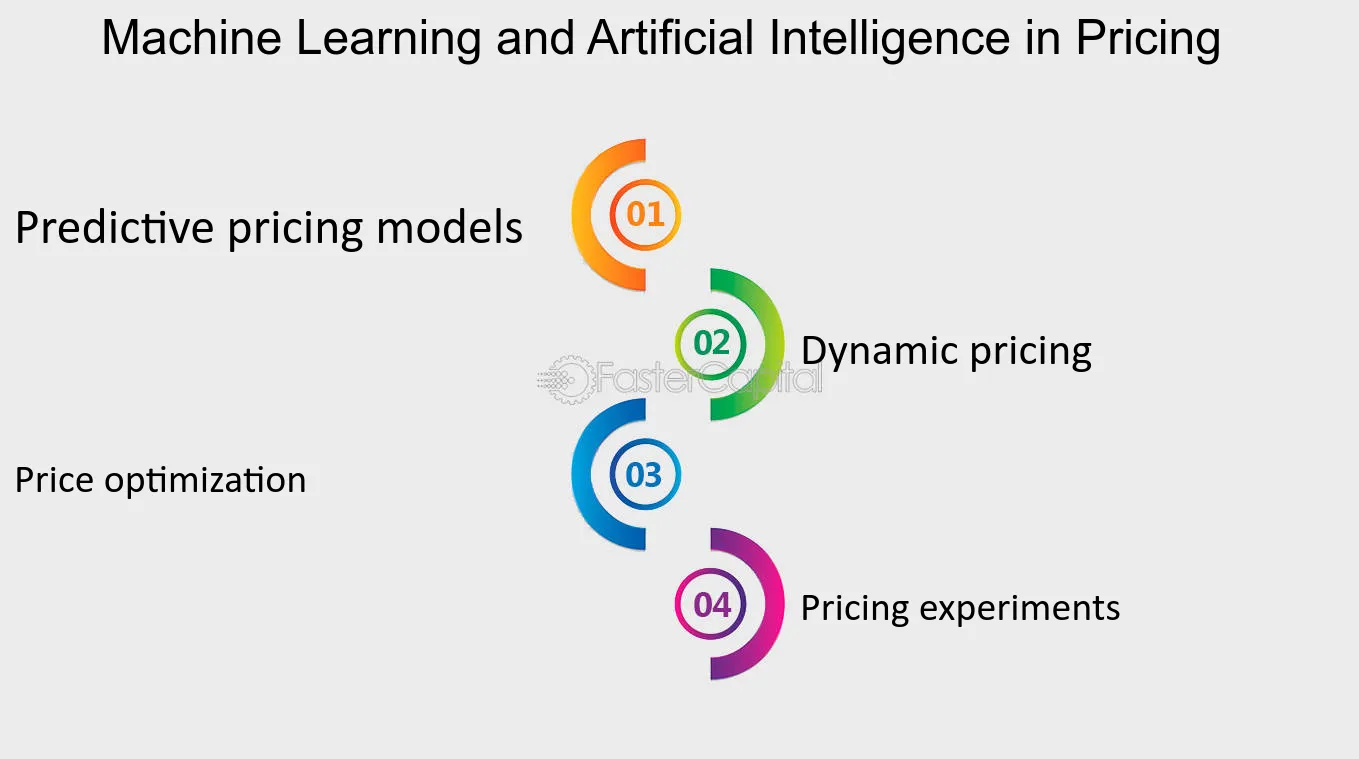 Machine Learning and Artificial Intelligence in Pricing
01
Predictive pricing models
02
Dynamic pricing
FasterCapital
03
Price optimization
04
Pricing experiments